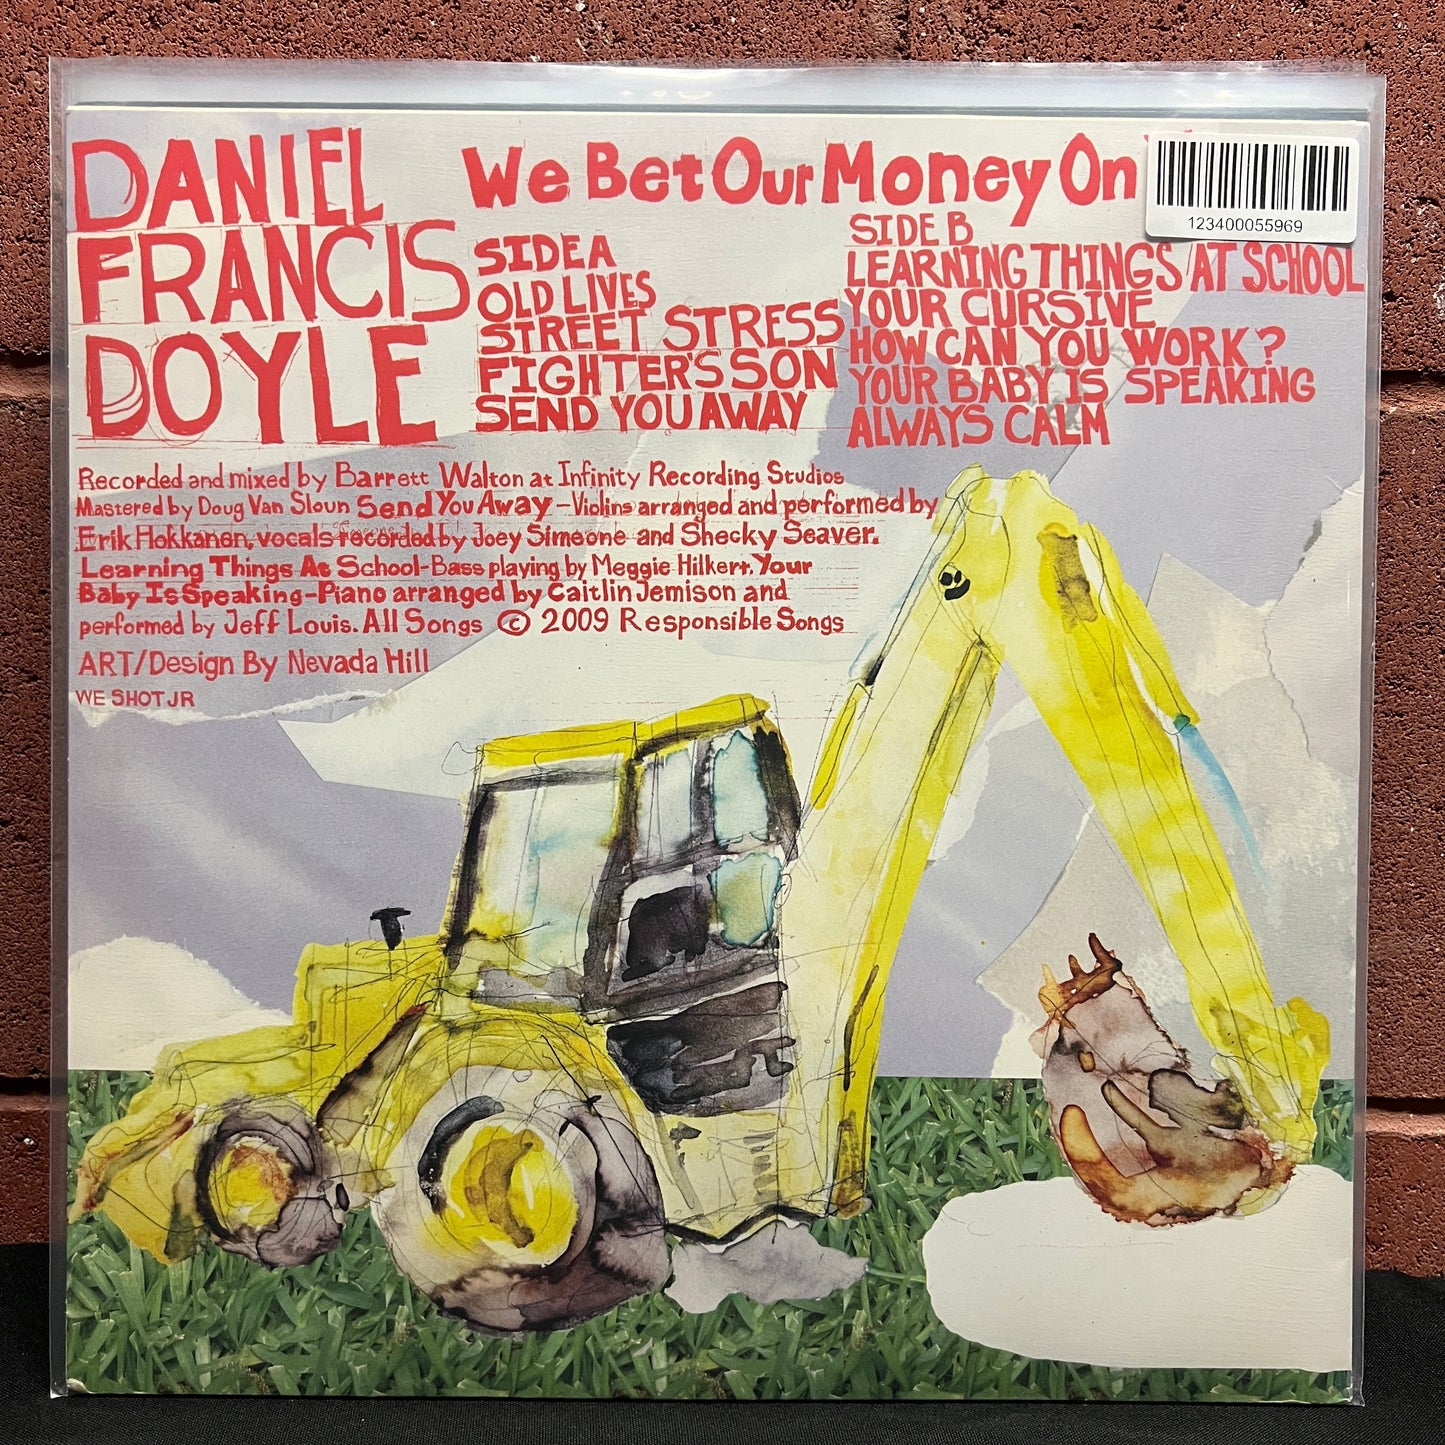 DANIEL
FRANCIS
DOYLE
We Bet Our Money On
123400055969
SIDE A
OLD LIVES
STREET STRESS
FIGHTER'S SON
SEND YOU AWAY
SIDE B
LEARNING THINGS AT SCHOOL
YOUR CURSIVE
HOW CAN YOU WORK?
YOUR BABY IS SPEAKING
ALWAYS CALM
Recorded and mixed by Barrett Walton at Infinity Recording Studios
Mastered by Doug Van Sloun Send You Away – Violins arranged and performed by
Erik Hokkanen, vocals recorded by Joey Simeone and Shecky Seaver.
Learning Things At School - Bass playing by Meggie Hilkert. Your
Baby Is Speaking - Piano arranged by Caitlin Jemison and
performed by Jeff Louis. All Songs © 2009 Responsible Songs
ART/Design By Nevada Hill
WE SHOT JR